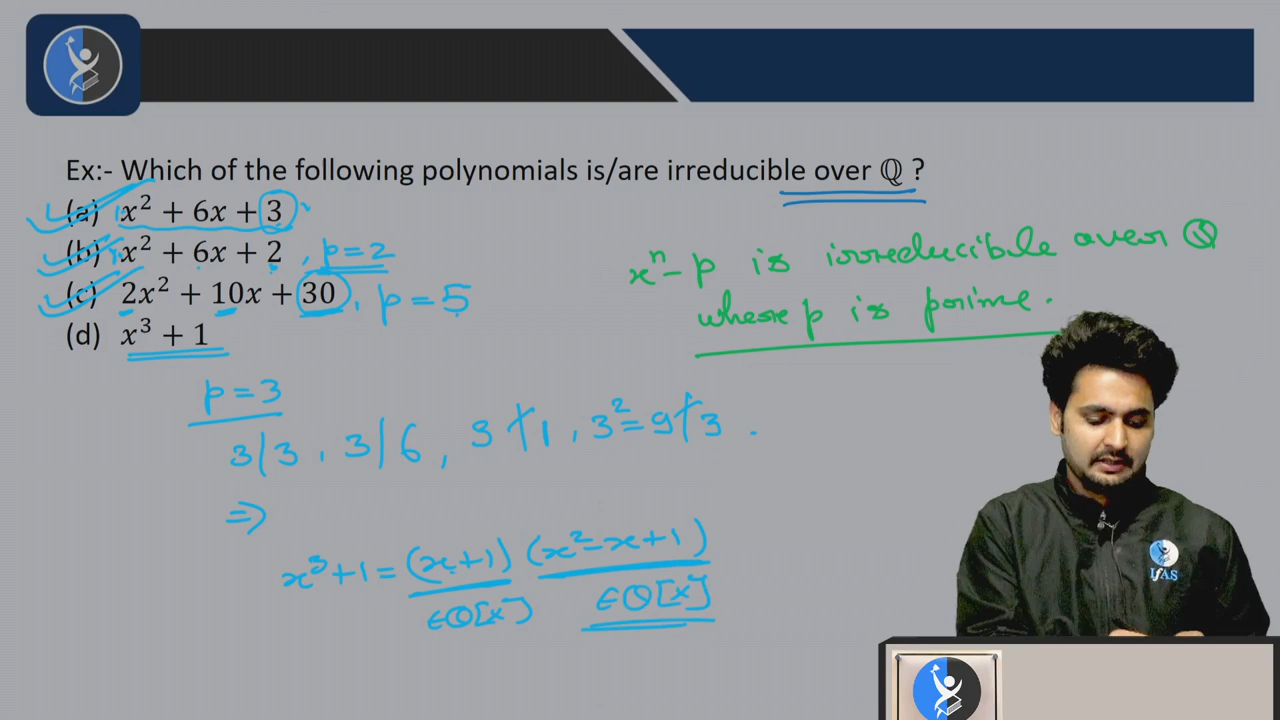 Ex:- Which of the following polynomials is/are irreducible over ℚ ?
(a) x² + 6x + 3
(b) x² + 6x + 2 , p = 2
(c) 2x² + 10x + 30 , p = 5
(d) x³ + 1
xⁿ - p is irreducible over ℚ
where p is prime.
p = 3
3/3 , 3/6 , 3 ∤ 1 , 3² = 9 ∤ 3 .
⇒
x³ + 1 = (x + 1) (x² - x + 1)
∈ ℚ[x] ∈ ℚ[x]
IFAS